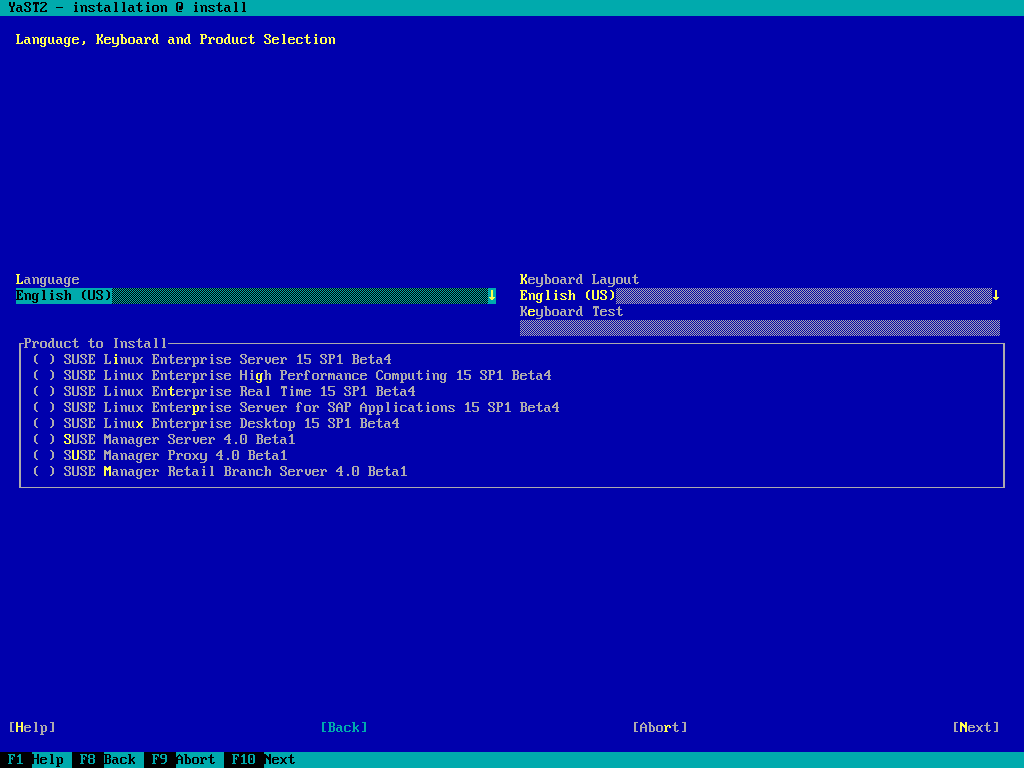 YaST2 - installation @ install
Language, Keyboard and Product Selection
Language
English (US)↓
Keyboard Layout
English (US)↓
Keyboard Test
Product to Install
( ) SUSE Linux Enterprise Server 15 SP1 Beta4
( ) SUSE Linux Enterprise High Performance Computing 15 SP1 Beta4
( ) SUSE Linux Enterprise Real Time 15 SP1 Beta4
( ) SUSE Linux Enterprise Server for SAP Applications 15 SP1 Beta4
( ) SUSE Linux Enterprise Desktop 15 SP1 Beta4
( ) SUSE Manager Server 4.0 Beta1
( ) SUSE Manager Proxy 4.0 Beta1
( ) SUSE Manager Retail Branch Server 4.0 Beta1
[Help] [Back] [Abort] [Next]
F1 Help F8 Back F9 Abort F10 Next